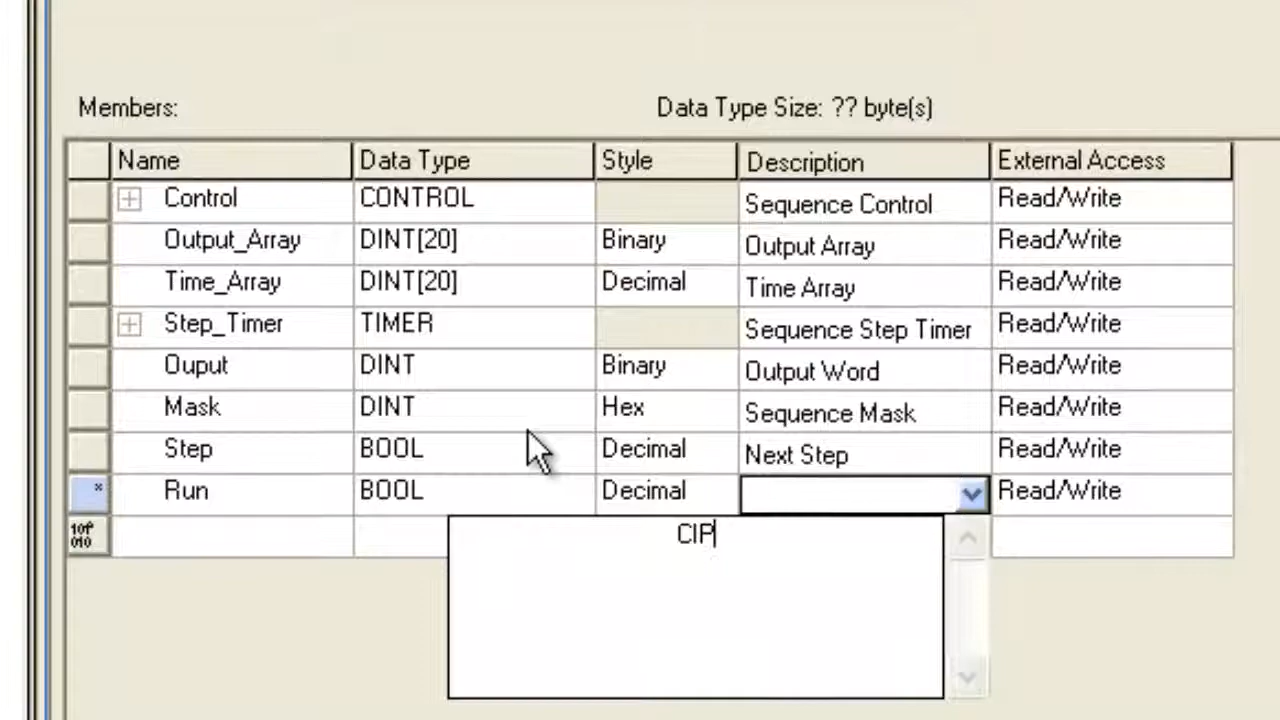 Members: Data Type Size: ?? byte(s)
Name Data Type Style Description External Access
Control CONTROL Sequence Control Read/Write
Output_Array DINT[20] Binary Output Array Read/Write
Time_Array DINT[20] Decimal Time Array Read/Write
Step_Timer TIMER Sequence Step Timer Read/Write
Ouput DINT Binary Output Word Read/Write
Mask DINT Hex Sequence Mask Read/Write
Step BOOL Decimal Next Step Read/Write
* Run BOOL Decimal Read/Write
CIP